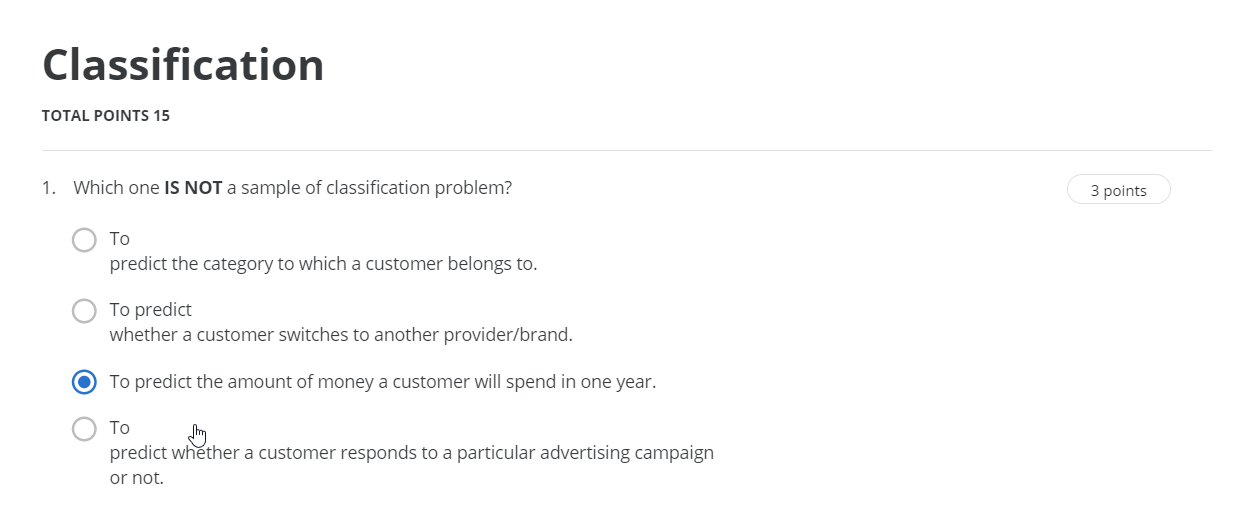 Classification
TOTAL POINTS 15
1. Which one IS NOT a sample of classification problem?
3 points
To
predict the category to which a customer belongs to.
To predict
whether a customer switches to another provider/brand.
To predict the amount of money a customer will spend in one year.
To
predict whether a customer responds to a particular advertising campaign
or not.